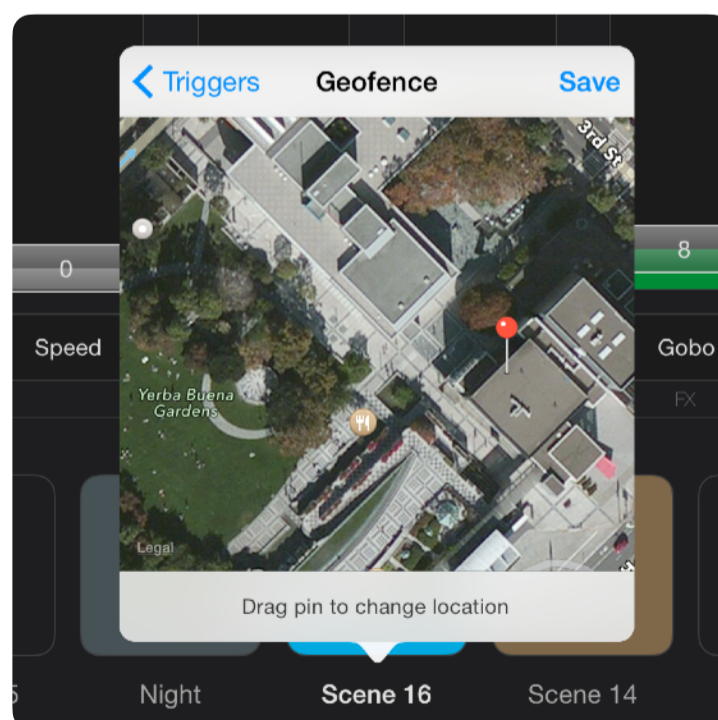 Triggers
Geofence
Save
3rd St
0
8
Speed
Gobo
Yerba Buena
Gardens
FX
Legal
Drag pin to change location
5
Night
Scene 16
Scene 14